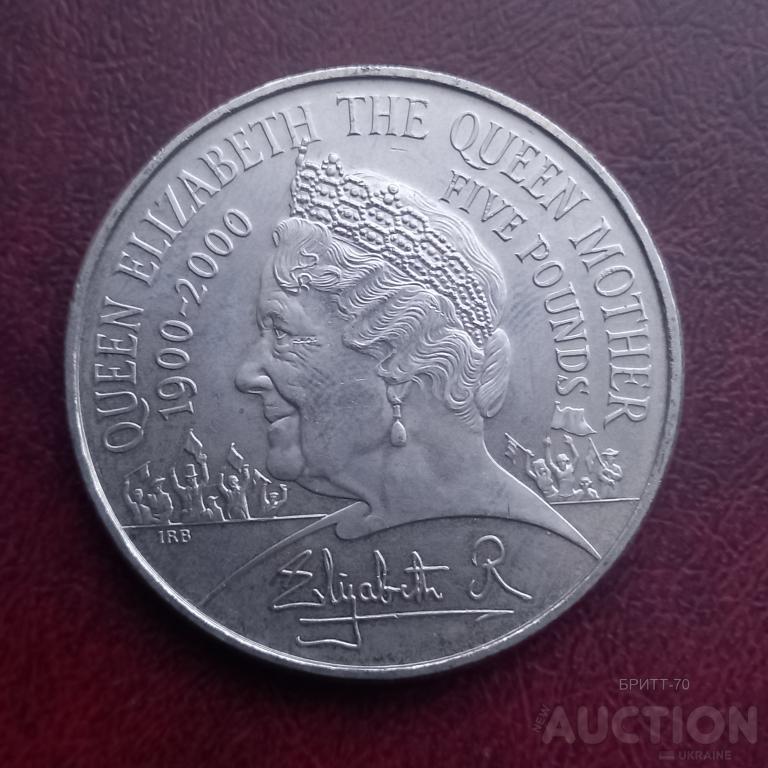 QUEEN ELIZABETH THE QUEEN MOTHER
1900-2000
FIVE POUNDS
IRB
Elizabeth R
БРИТТ-70
NEW AUCTION
UKRAINE